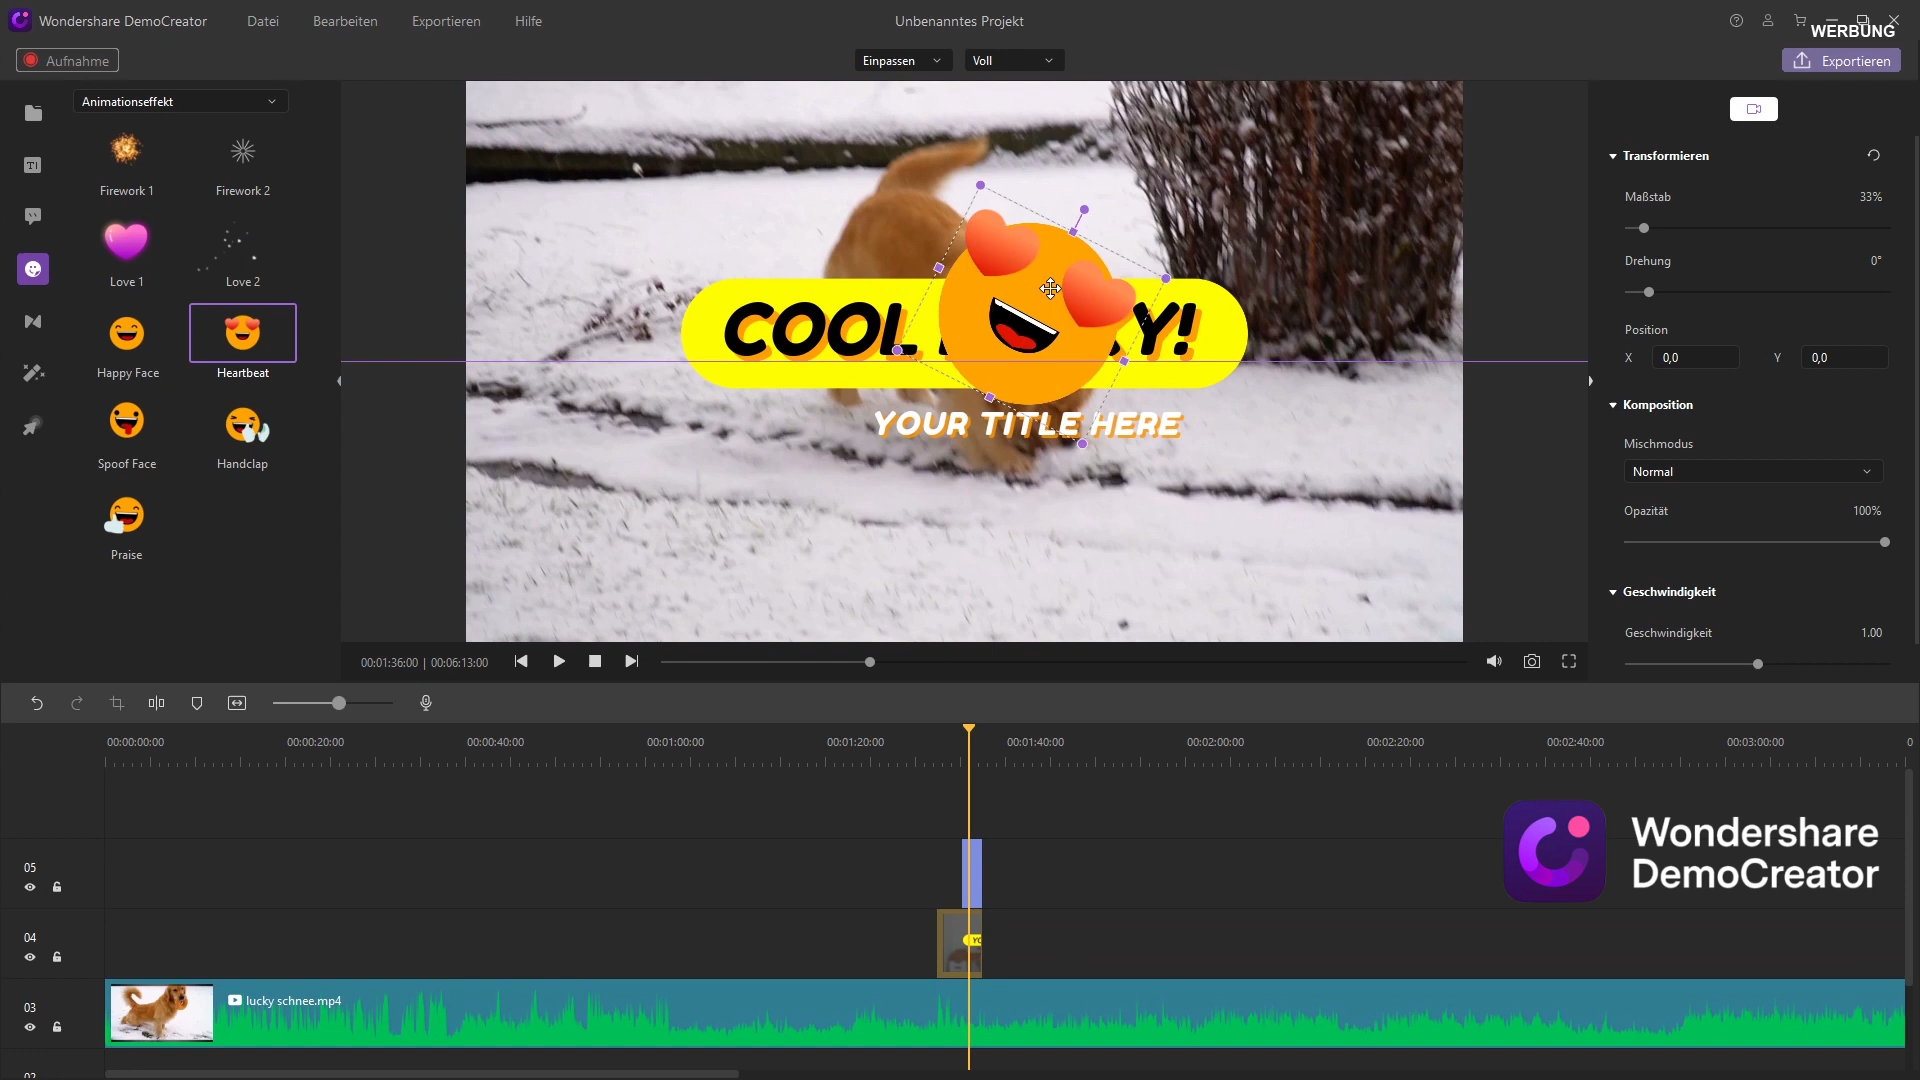 Wondershare DemoCreator
Datei
Bearbeiten
Exportieren
Hilfe
Unbenanntes Projekt
WERBUNG
Aufnahme
Einpassen
Voll
Exportieren
Animationseffekt
Firework 1
Firework 2
Love 1
Love 2
Happy Face
Heartbeat
Spoof Face
Handclap
Praise
TI
COOL
Y!
YOUR TITLE HERE
Transformieren
Maßstab
33%
Drehung
0°
Position
X
0,0
Y
0,0
Komposition
Mischmodus
Normal
Opazität
100%
Geschwindigkeit
Geschwindigkeit
1.00
00:01:36:00 | 00:06:13:00
00:00:00:00
00:00:20:00
00:00:40:00
00:01:00:00
00:01:20:00
00:01:40:00
00:02:00:00
00:02:20:00
00:02:40:00
00:03:00:00
0
05
04
YO
03
lucky schnee.mp4
02
Wondershare
DemoCreator